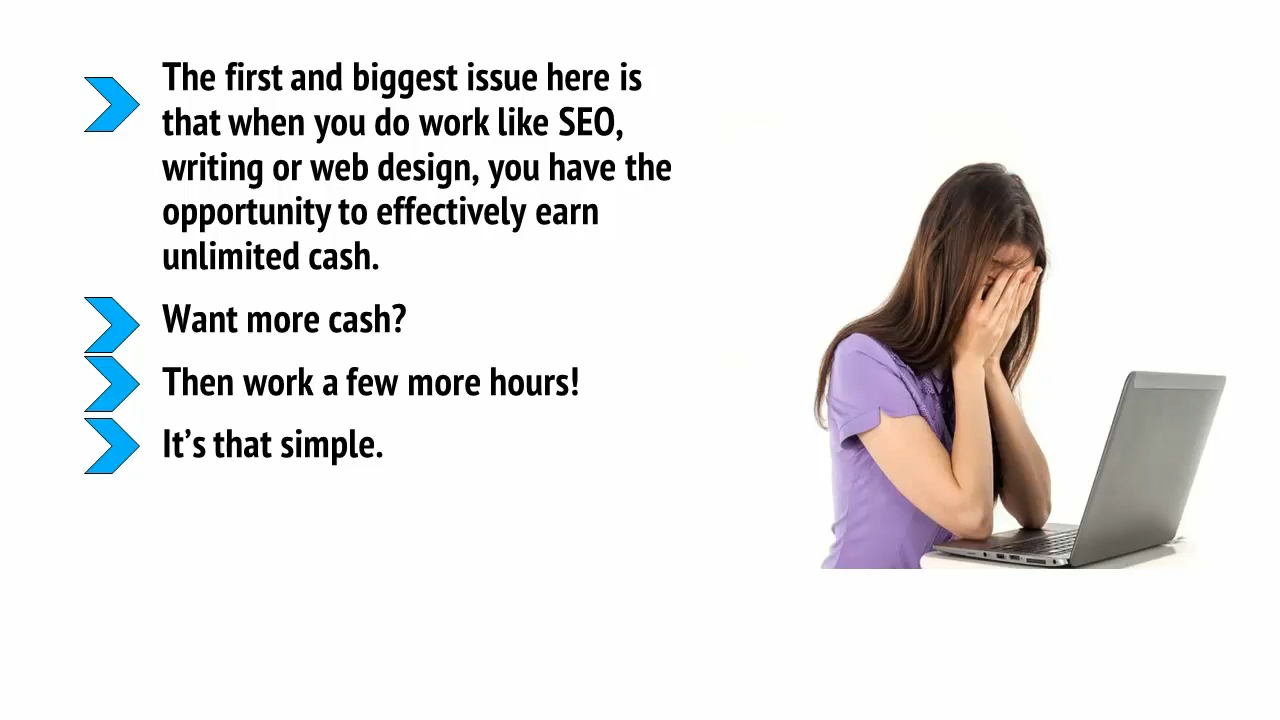 The first and biggest issue here is
that when you do work like SEO,
writing or web design, you have the
opportunity to effectively earn
unlimited cash.
Want more cash?
Then work a few more hours!
It’s that simple.